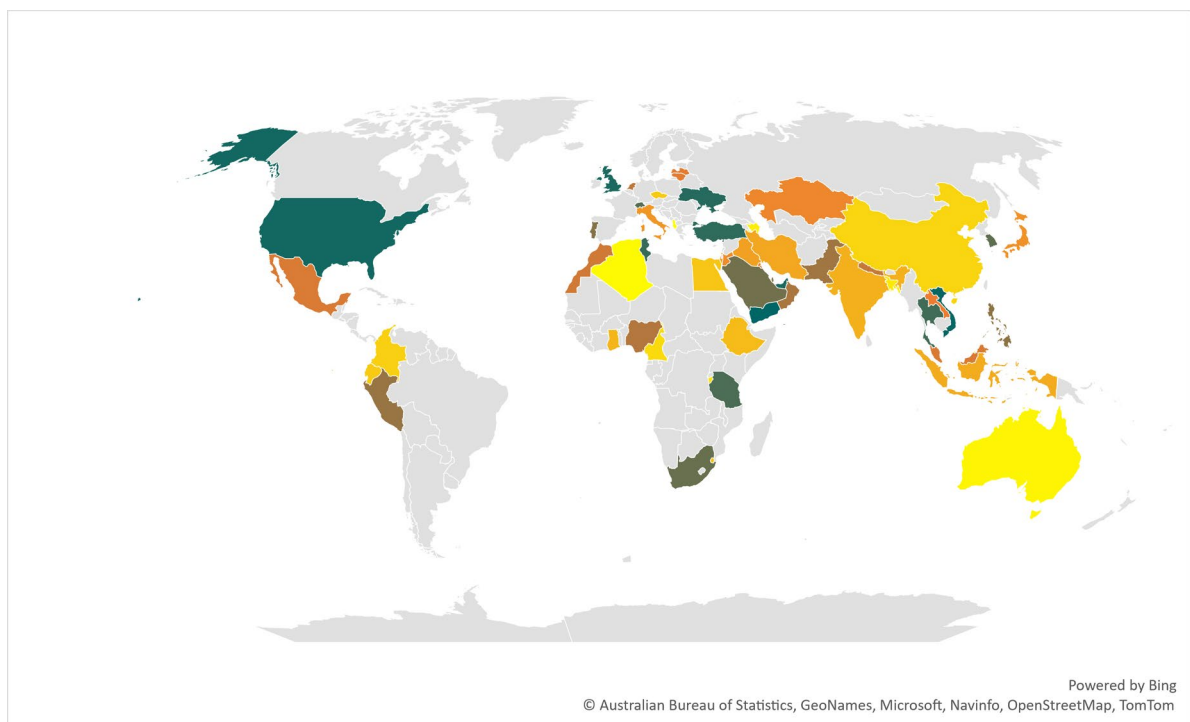 Powered by Bing
© Australian Bureau of Statistics, GeoNames, Microsoft, Navinfo, OpenStreetMap, TomTom